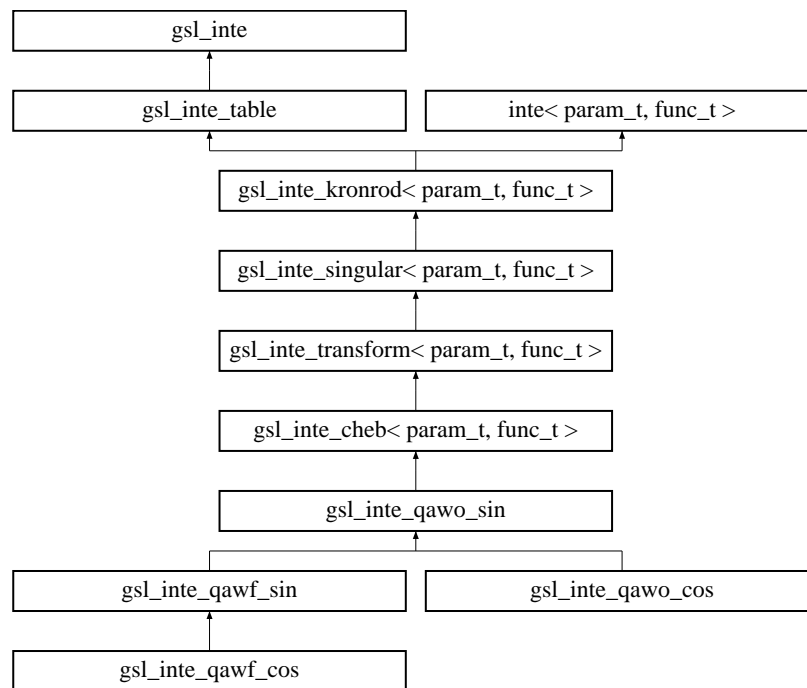 gsl_inte
gsl_inte_table
inte< param_t, func_t >
gsl_inte_kronrod< param_t, func_t >
gsl_inte_singular< param_t, func_t >
gsl_inte_transform< param_t, func_t >
gsl_inte_cheb< param_t, func_t >
gsl_inte_qawo_sin
gsl_inte_qawf_sin
gsl_inte_qawo_cos
gsl_inte_qawf_cos